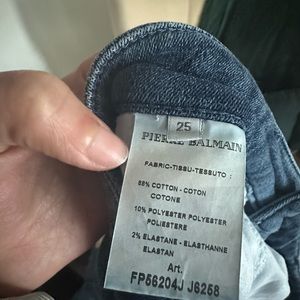 25
PIERRE BALMAIN
FABRIC-TISSU-TESSUTO :
88% COTTON - COTON
COTONE
10% POLYESTER POLYESTER
POLIESTERE
2% ELASTANE - ELASTHANNE
ELASTAN
Art.
FP56204J J6258